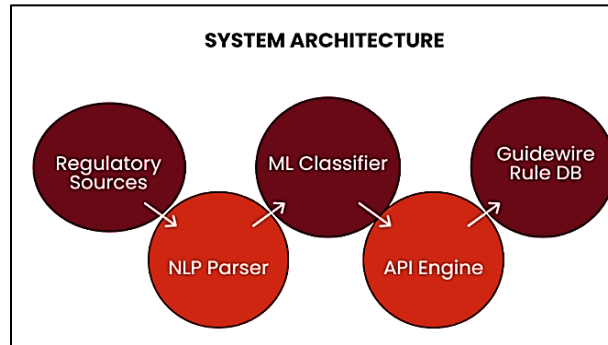 SYSTEM ARCHITECTURE
Regulatory
Sources
NLP Parser
ML Classifier
API Engine
Guidewire
Rule DB